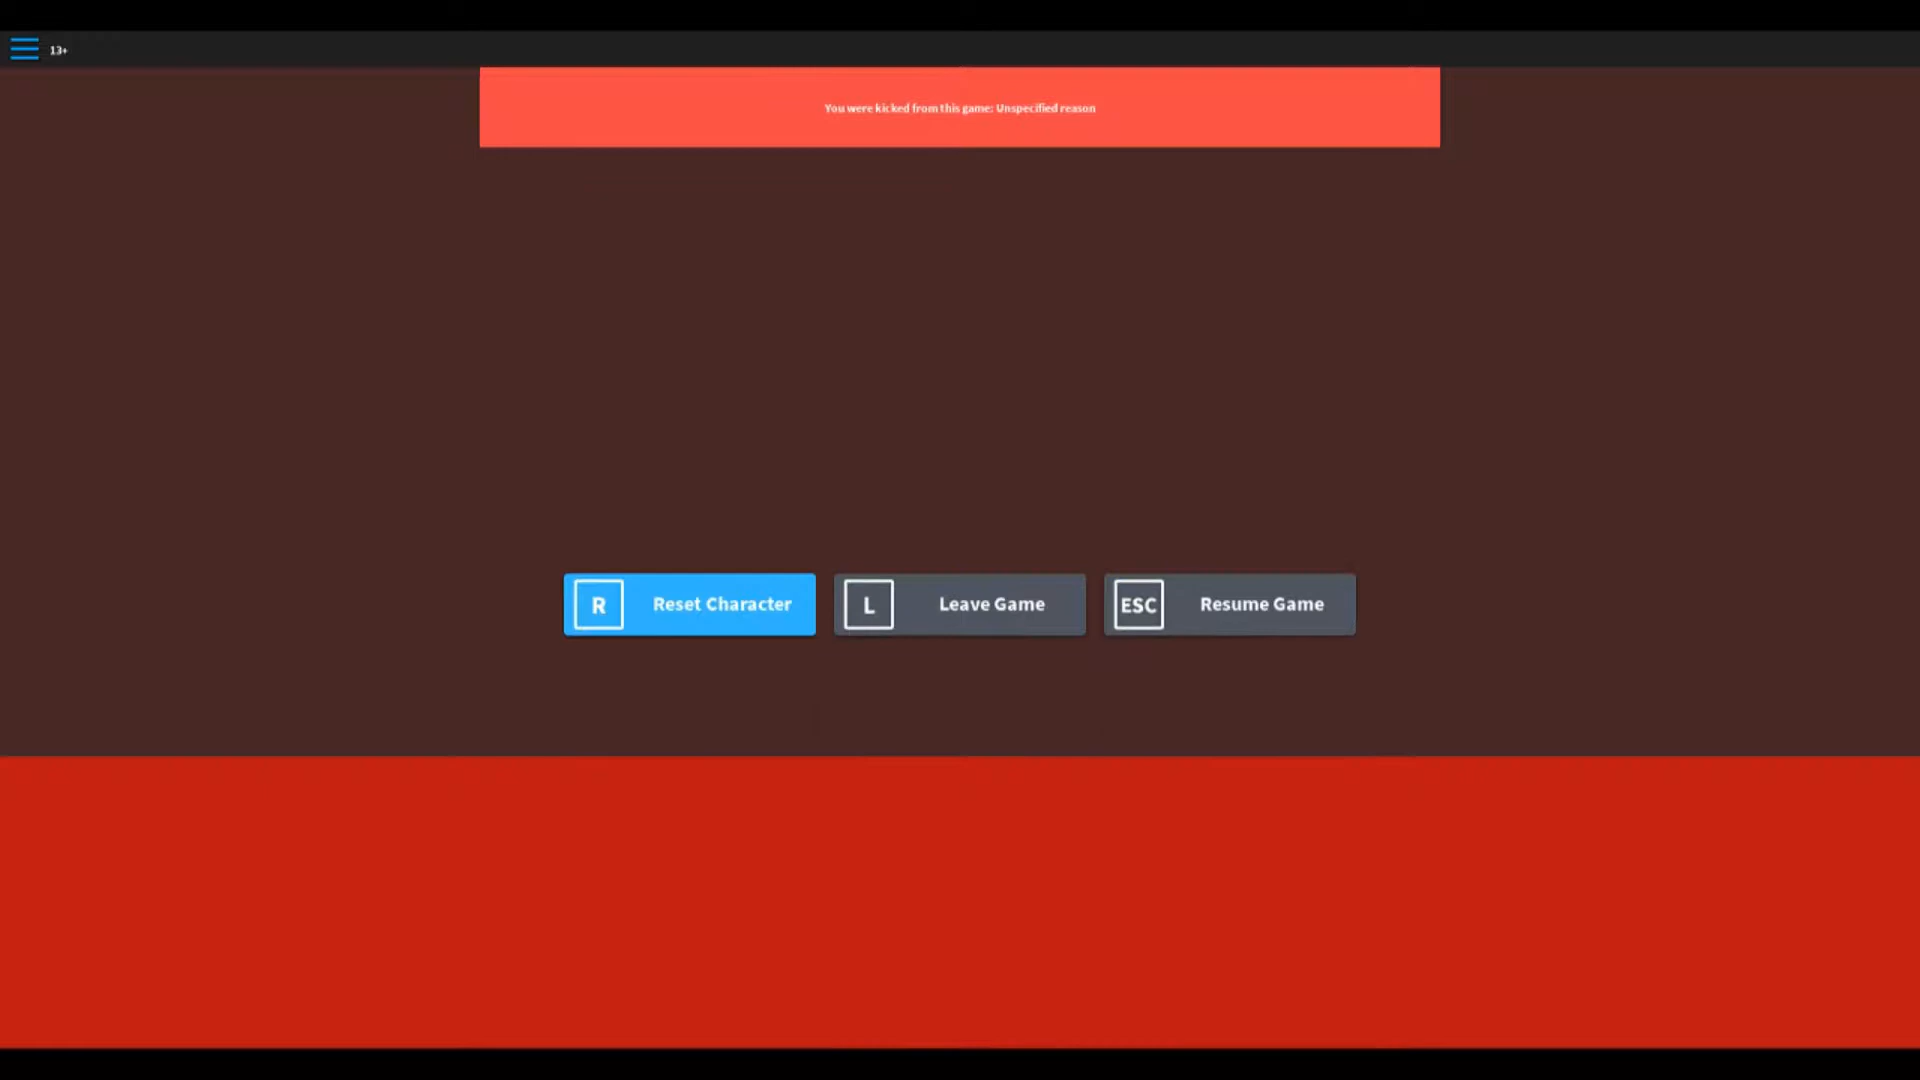 13+
You were kicked from this game: Unspecified reason
R Reset Character
L Leave Game
ESC Resume Game